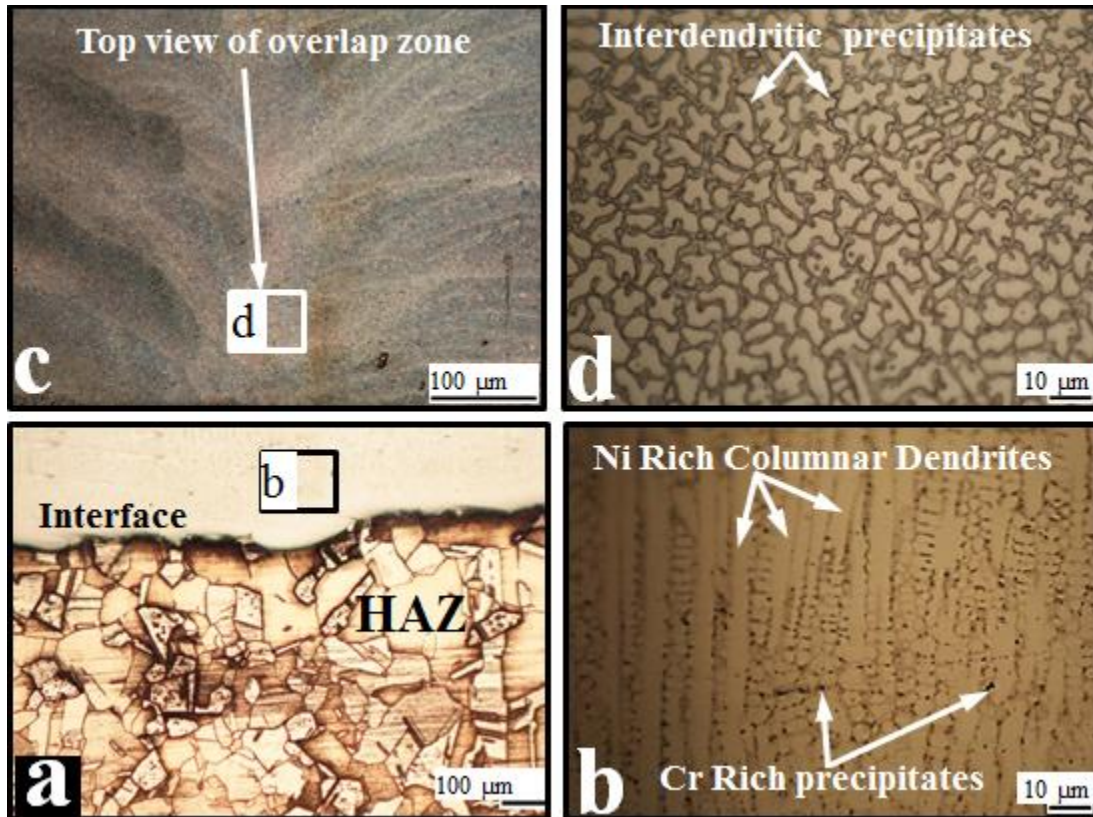 Top view of overlap zone
d
c
100 µm
Interdendritic precipitates
d
10 µm
b
Interface
HAZ
a
100 µm
Ni Rich Columnar Dendrites
Cr Rich precipitates
b
10 µm